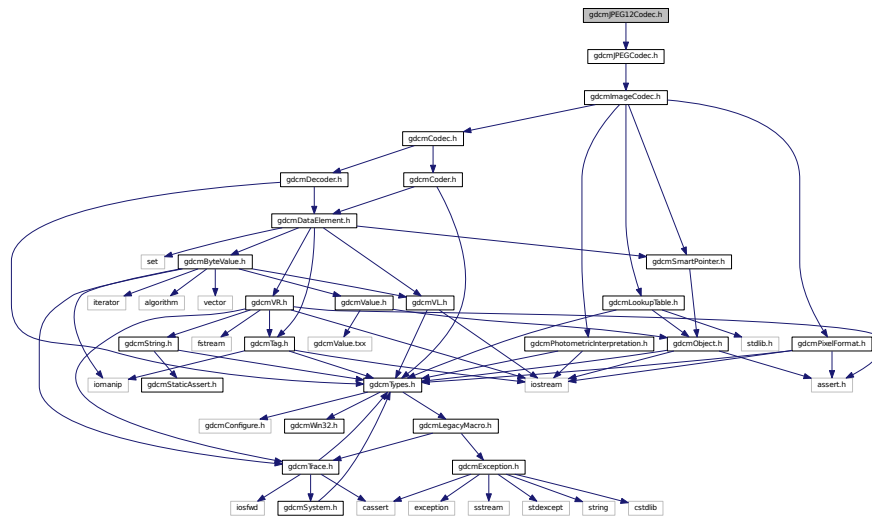 gdcmJPEG12Codec.h
gdcmJPEGCodec.h
gdcmImageCodec.h
gdcmCodec.h
gdcmDecoder.h
gdcmCoder.h
gdcmDataElement.h
set
gdcmByteValue.h
gdcmSmartPointer.h
iterator
algorithm
vector
gdcmVR.h
gdcmValue.h
gdcmVL.h
gdcmLookupTable.h
gdcmString.h
fstream
gdcmTag.h
gdcmValue.txx
gdcmPhotometricInterpretation.h
gdcmObject.h
stdlib.h
gdcmPixelFormat.h
iomanip
gdcmStaticAssert.h
gdcmTypes.h
iostream
assert.h
gdcmConfigure.h
gdcmWin32.h
gdcmLegacyMacro.h
gdcmTrace.h
gdcmException.h
iosfwd
gdcmSystem.h
cassert
exception
sstream
stdexcept
string
cstdlib